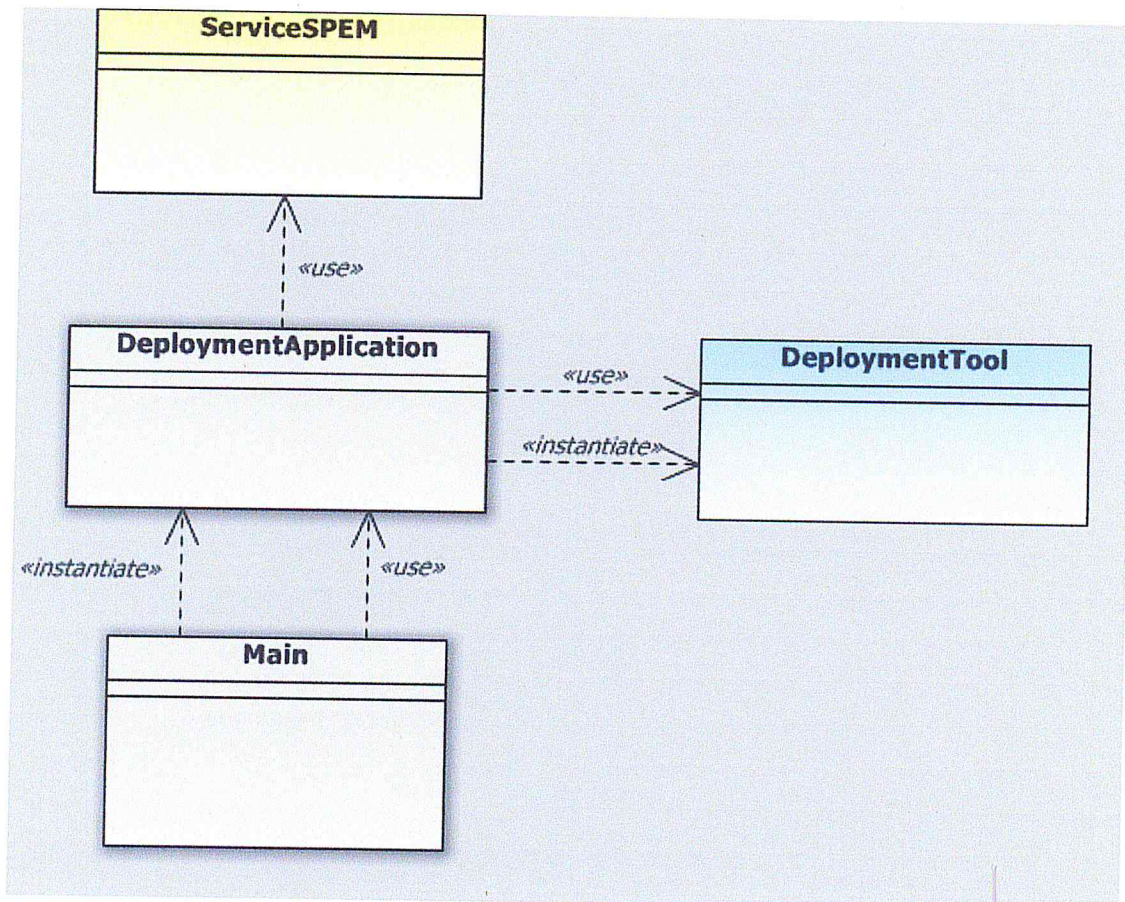 ServiceSPEM
«use»
DeploymentApplication
DeploymentTool
«use»
«instantiate»
«instantiate»
«use»
Main